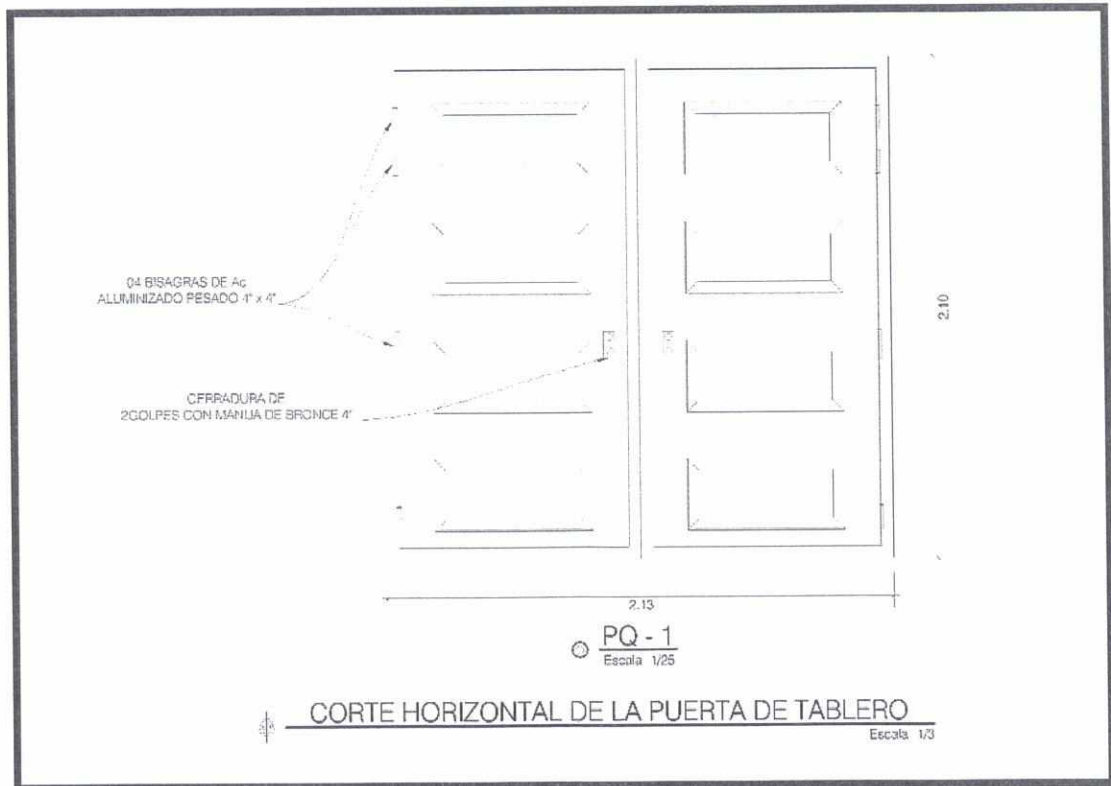 04 BISAGRAS DE Ac
ALUMINIZADO PESADO 4" x 4"
2.10
CERRADURA DE
2GOLPES CON MANIJA DE BRONCE 4"
2.13
PQ - 1
Escala 1/25
CORTE HORIZONTAL DE LA PUERTA DE TABLERO
Escala 1/3